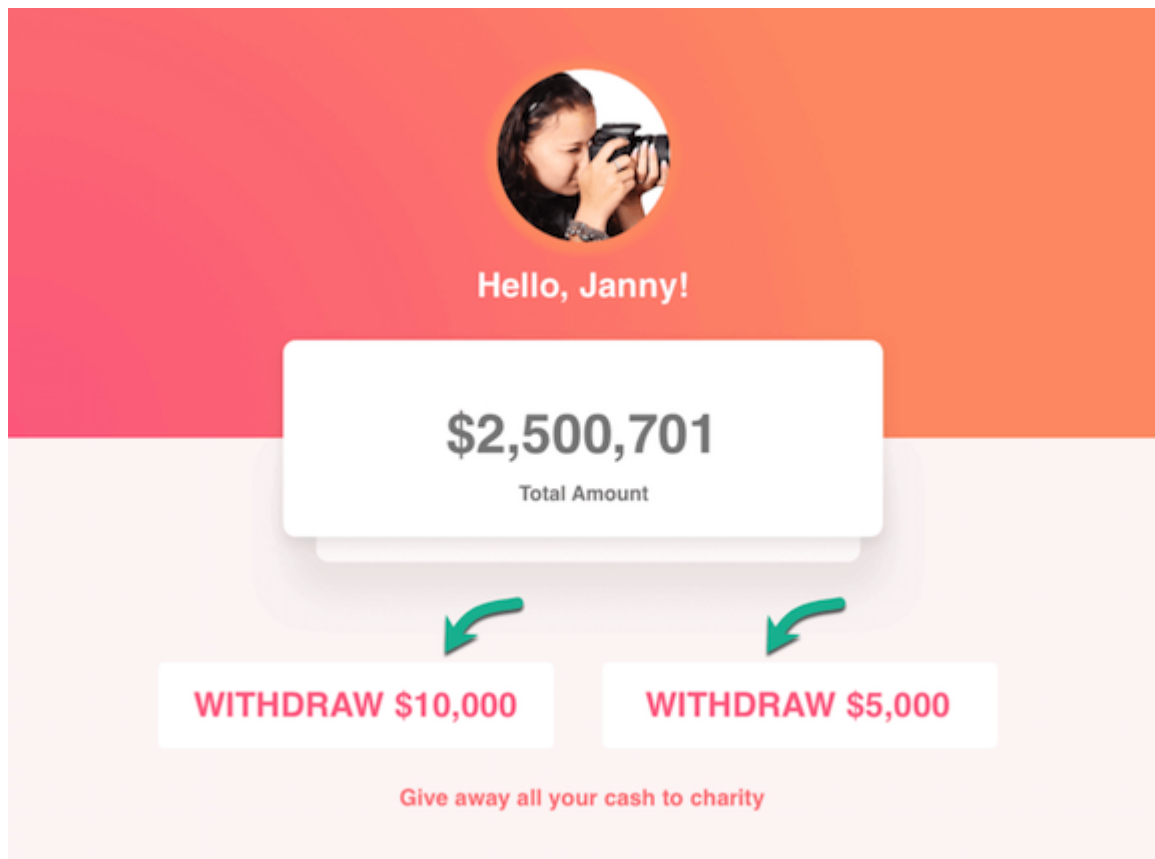 Hello, Janny!
$2,500,701
Total Amount
WITHDRAW $10,000
WITHDRAW $5,000
Give away all your cash to charity